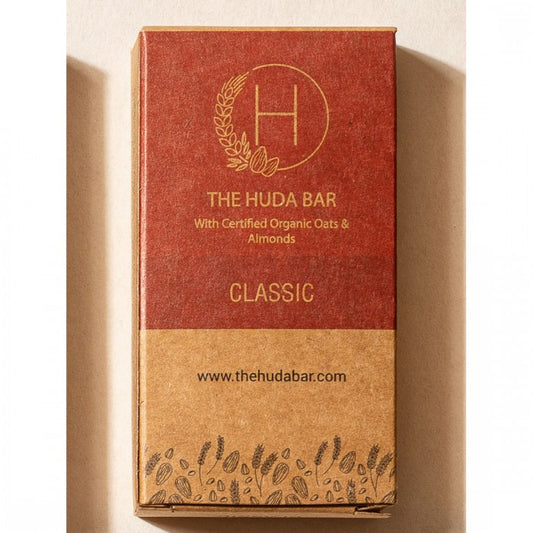 H
THE HUDA BAR
With Certified Organic Oats &
Almonds
CLASSIC
www.thehudabar.com